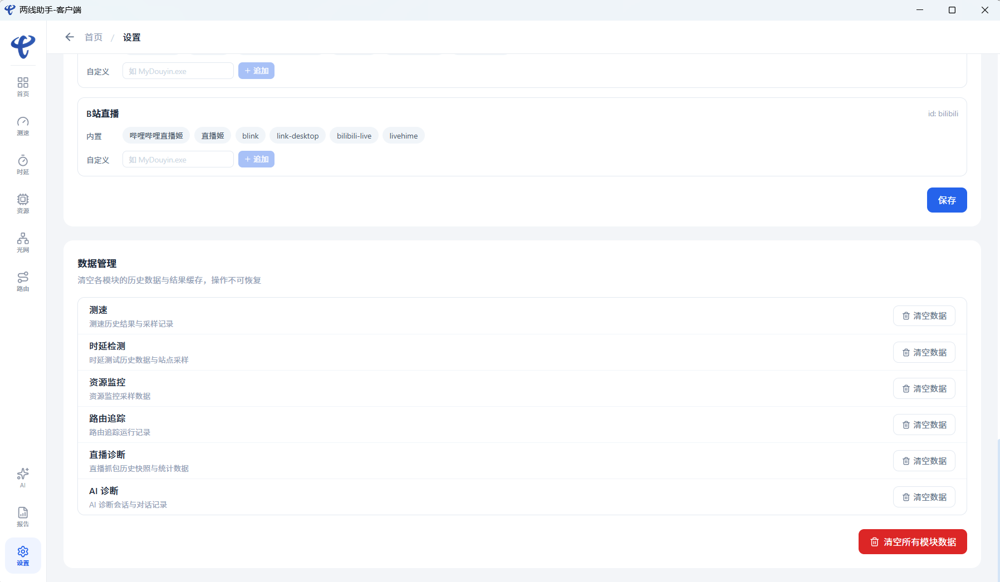 两线助手-客户端
首页 / 设置
首页
测速
时延
资源
光网
路由
AI
报告
设置
自定义 如 MyDouyin.exe + 追加
B站直播 id: bilibili
内置 哔哩哔哩直播姬 直播姬 blink link-desktop bilibili-live livehime
自定义 如 MyDouyin.exe + 追加
保存
数据管理
清空各模块的历史数据与结果缓存，操作不可恢复
测速
测速历史结果与采样记录
清空数据
时延检测
时延测试历史数据与站点采样
清空数据
资源监控
资源监控采样数据
清空数据
路由追踪
路由追踪运行记录
清空数据
直播诊断
直播抓包历史快照与统计数据
清空数据
AI 诊断
AI 诊断会话与对话记录
清空数据
清空所有模块数据